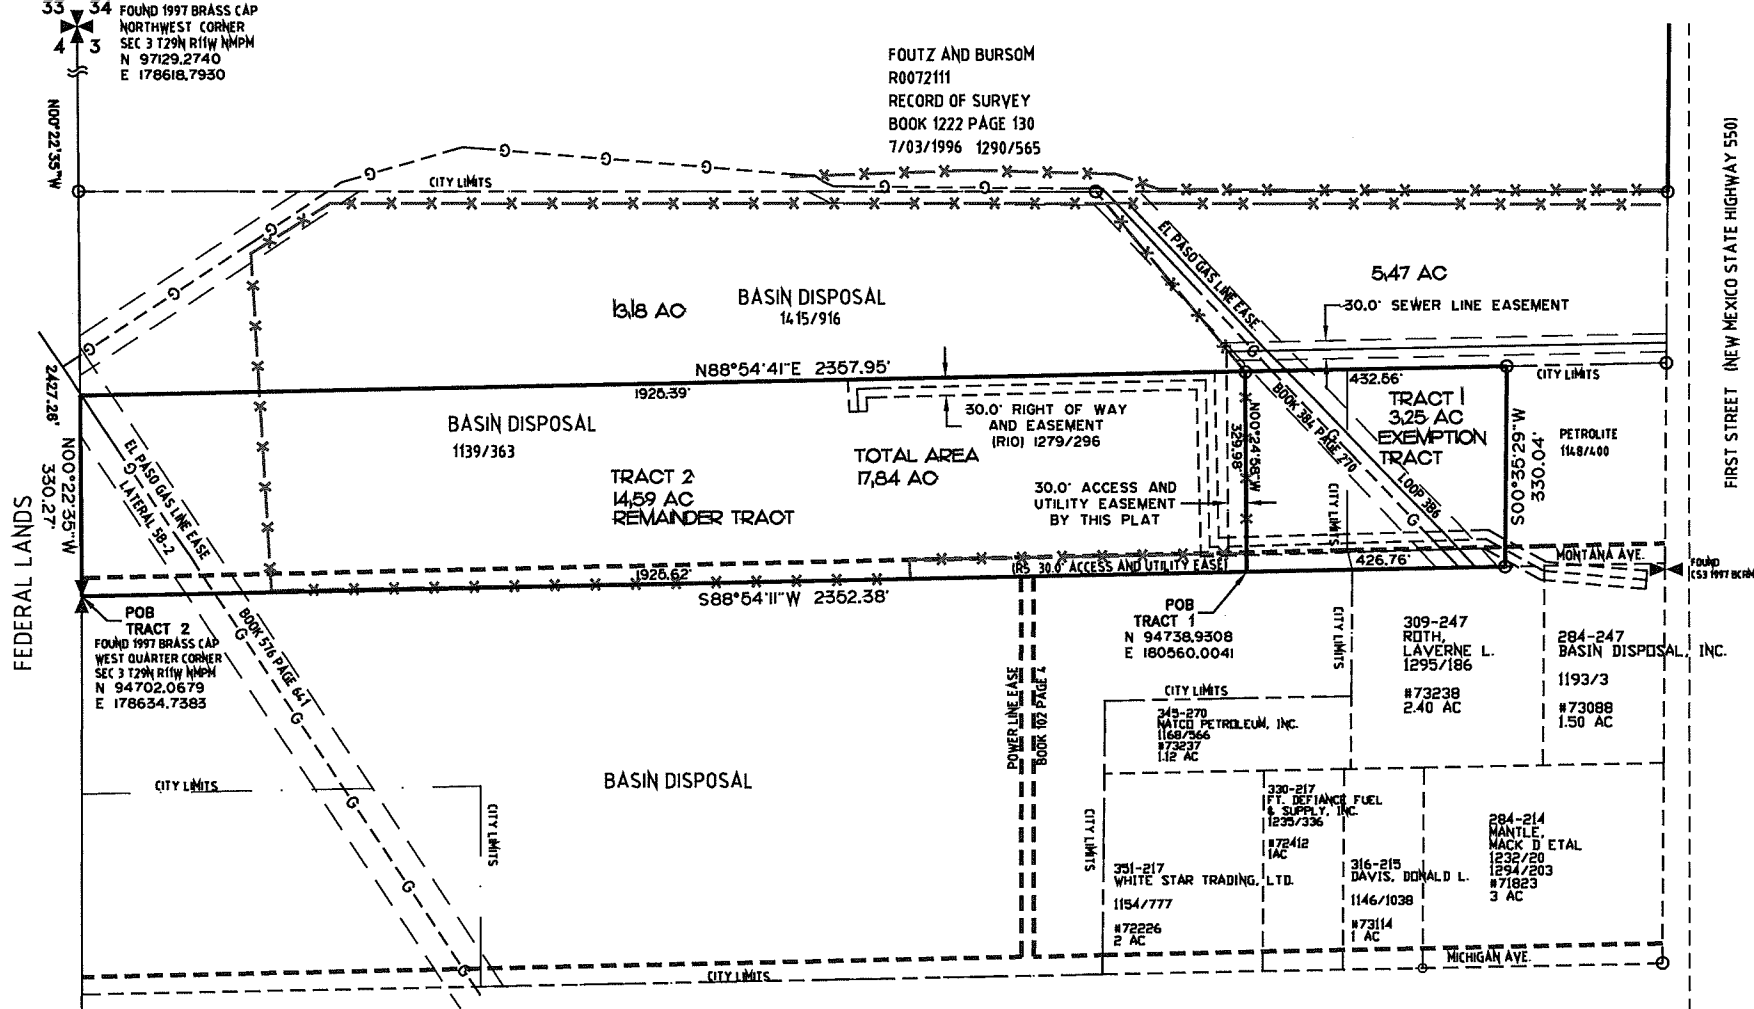 33 34
4 3
FOUND 1997 BRASS CAP
NORTHWEST CORNER
SEC 3 T29N R11W NMPM
N 97129.2740
E 178618.7930
N00°22'35"W
2427.26'
FOUTZ AND BURSOM
R0072111
RECORD OF SURVEY
BOOK 1222 PAGE 130
7/03/1996 1290/565
FIRST STREET (NEW MEXICO STATE HIGHWAY 550)
CITY LIMITS
EL PASO GAS LINE EASE
BOOK 384 PAGE 270
LOOP 3B6
13.18 AC
BASIN DISPOSAL
1415/916
5.47 AC
30.0' SEWER LINE EASEMENT
N88°54'41"E 2357.95'
1925.39'
432.56'
CITY LIMITS
BASIN DISPOSAL
1139/363
30.0' RIGHT OF WAY
AND EASEMENT
(R10) 1279/296
TOTAL AREA
17.84 AC
TRACT 2
14.59 AC
REMAINDER TRACT
30.0' ACCESS AND
UTILITY EASEMENT
BY THIS PLAT
N00°24'58"W
329.98'
TRACT 1
3.25 AC
EXEMPTION
TRACT
CITY LIMITS
S00°35'29"W
330.04'
PETROLITE
1148/400
FEDERAL LANDS
N00°22'35"W
330.27'
EL PASO GAS LINE EASE
LATERAL 5B-2
BOOK 576 PAGE 641
1925.62'
(R5 30.0' ACCESS AND UTILITY EASE)
426.76'
MONTANA AVE.
FOUND
CS3 1997 BCRM
S88°54'11"W 2352.38'
POB
TRACT 2
FOUND 1997 BRASS CAP
WEST QUARTER CORNER
SEC 3 T29N R11W NMPM
N 94702.0679
E 178634.7383
POB
TRACT 1
N 94738.9308
E 180560.0041
CITY LIMITS
309-247
ROTH,
LAVERNE L.
1295/186
#73238
2.40 AC
284-247
BASIN DISPOSAL, INC.
1193/3
#73088
1.50 AC
POWER LINE EASE
BOOK 102 PAGE 4
CITY LIMITS
345-270
NATCO PETROLEUM, INC.
1168/566
#73237
1.12 AC
BASIN DISPOSAL
CITY LIMITS
CITY LIMITS
CITY LIMITS
330-217
FT. DEFIANCE FUEL
& SUPPLY, INC.
1235/336
#72412
1AC
351-217
WHITE STAR TRADING, LTD.
1154/777
#72226
2 AC
316-215
DAVIS, DONALD L.
1146/1038
#73114
1 AC
284-214
MANTLE,
MACK D ETAL
1232/20
1294/203
#71823
3 AC
CITY LIMITS
MICHIGAN AVE.